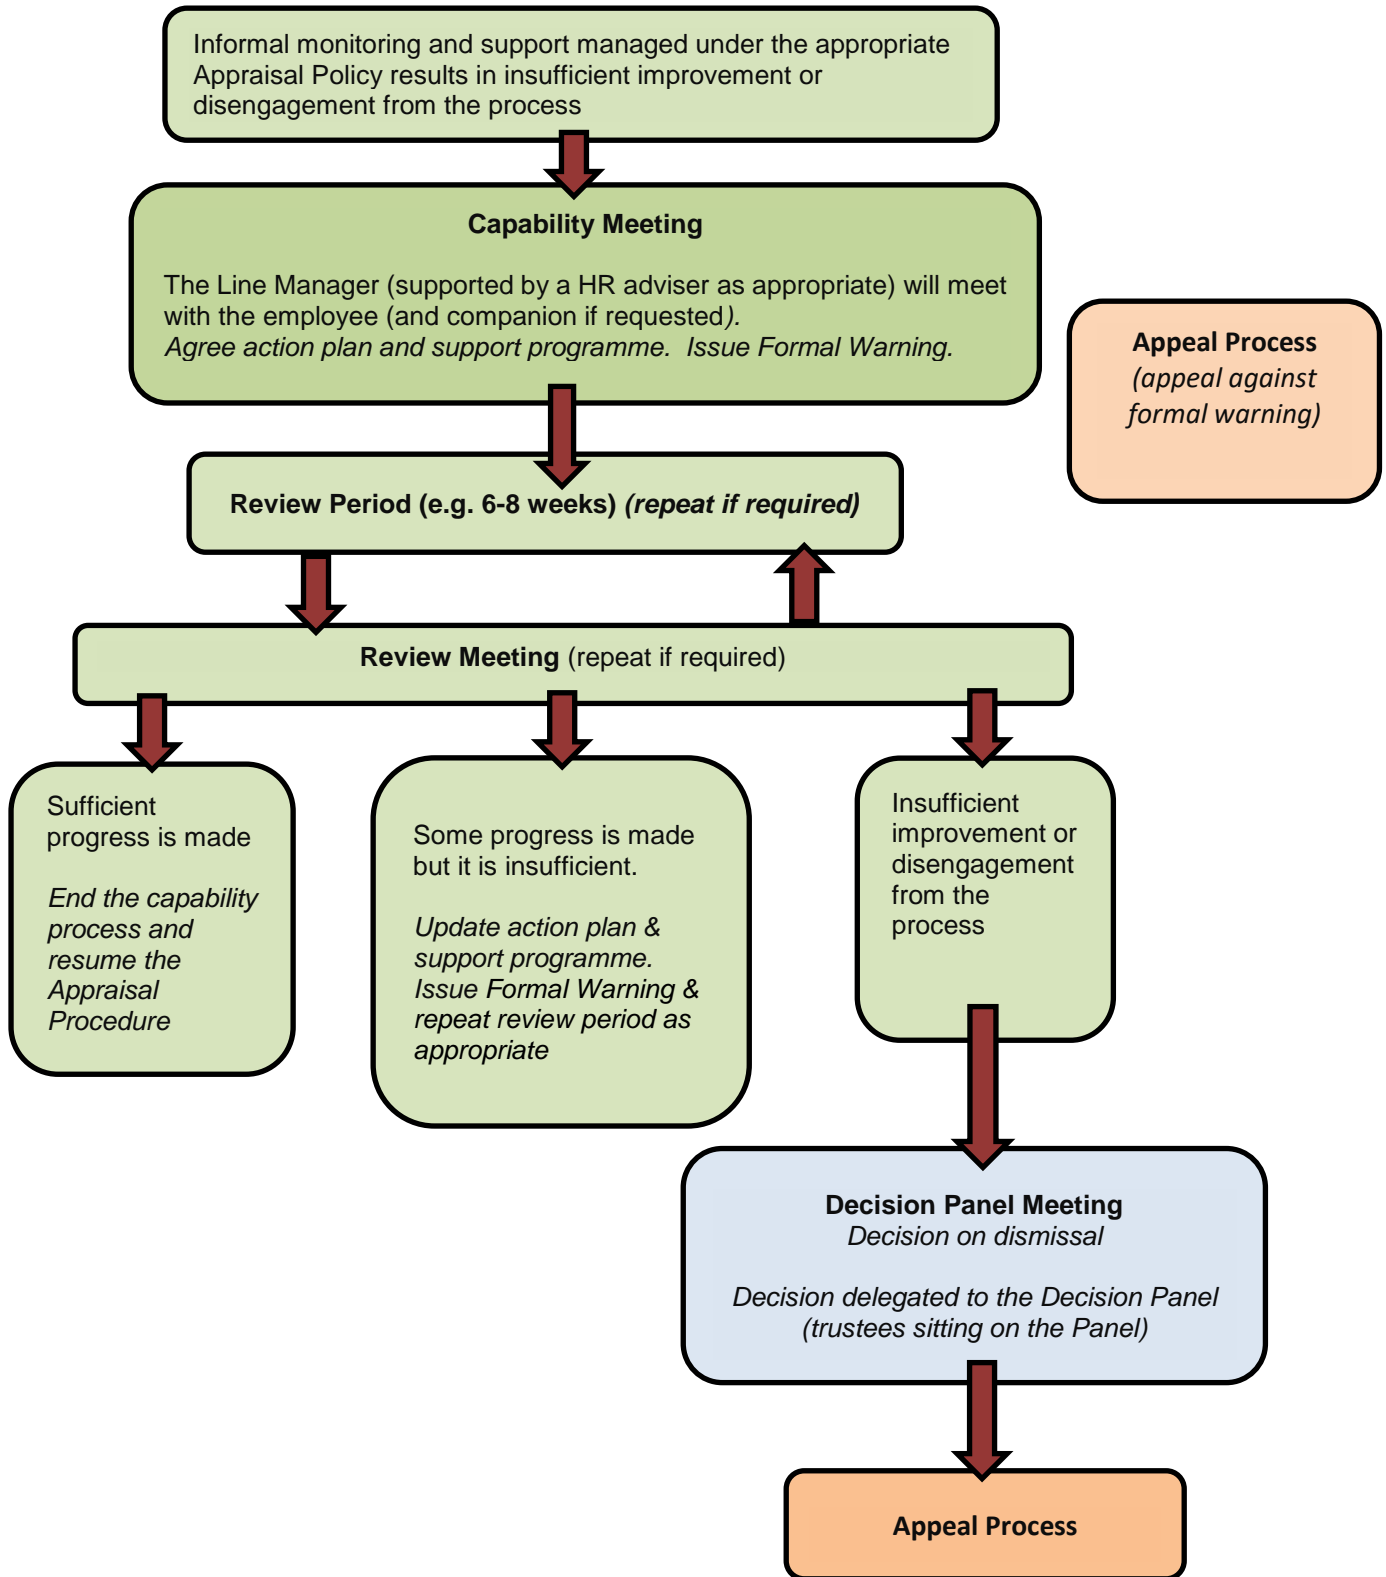 Informal monitoring and support managed under the appropriate
Appraisal Policy results in insufficient improvement or
disengagement from the process
Capability Meeting
The Line Manager (supported by a HR adviser as appropriate) will meet
with the employee (and companion if requested).
Agree action plan and support programme.  Issue Formal Warning.
Appeal Process
(appeal against
formal warning)
Review Period (e.g. 6-8 weeks) (repeat if required)
Review Meeting (repeat if required)
Sufficient
progress is made
End the capability
process and
resume the
Appraisal
Procedure
Some progress is made
but it is insufficient.
Update action plan &
support programme.
Issue Formal Warning &
repeat review period as
appropriate
Insufficient
improvement or
disengagement
from the
process
Decision Panel Meeting
Decision on dismissal
Decision delegated to the Decision Panel
(trustees sitting on the Panel)
Appeal Process